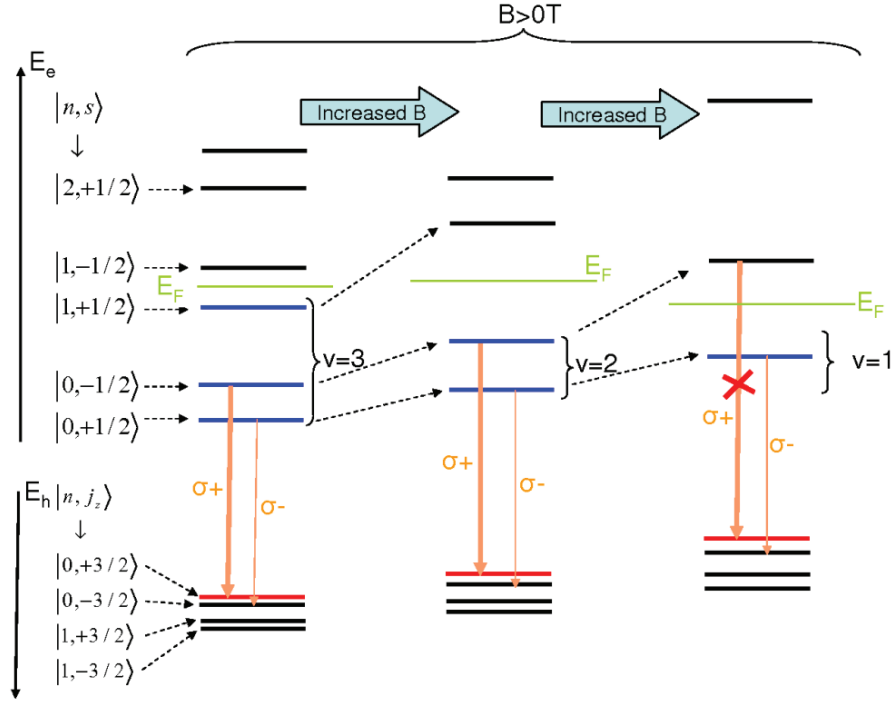 B>0T
E_e
|n,s⟩
↓
Increased B
Increased B
|2,+1/2⟩
|1,-1/2⟩
E_F
E_F
E_F
|1,+1/2⟩
ν=3
ν=2
ν=1
|0,-1/2⟩
|0,+1/2⟩
σ+
σ-
σ+
σ-
σ+
σ-
E_h |n,j_z⟩
↓
|0,+3/2⟩
|0,-3/2⟩
|1,+3/2⟩
|1,-3/2⟩